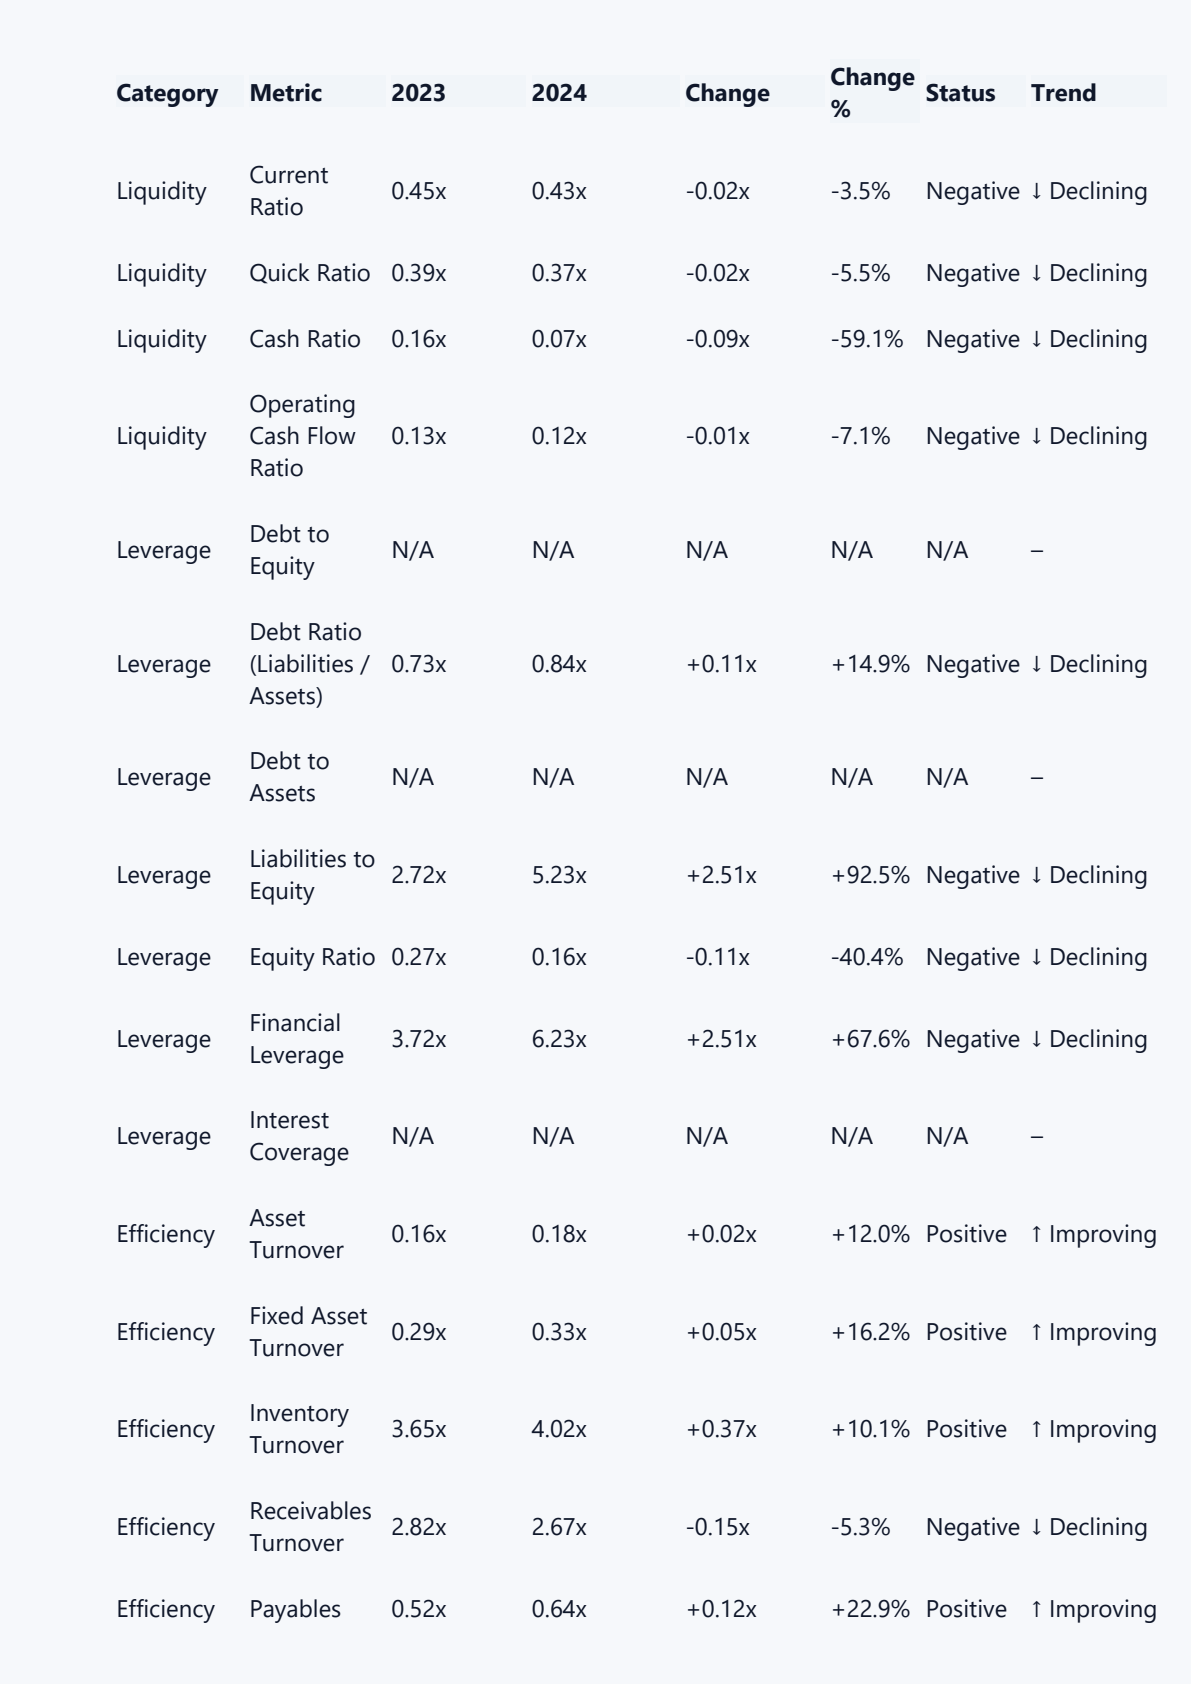 Category Metric 2023 2024 Change Change % Status Trend
Liquidity Current Ratio 0.45x 0.43x -0.02x -3.5% Negative ↓ Declining
Liquidity Quick Ratio 0.39x 0.37x -0.02x -5.5% Negative ↓ Declining
Liquidity Cash Ratio 0.16x 0.07x -0.09x -59.1% Negative ↓ Declining
Liquidity Operating Cash Flow Ratio 0.13x 0.12x -0.01x -7.1% Negative ↓ Declining
Leverage Debt to Equity N/A N/A N/A N/A N/A –
Leverage Debt Ratio (Liabilities / Assets) 0.73x 0.84x +0.11x +14.9% Negative ↓ Declining
Leverage Debt to Assets N/A N/A N/A N/A N/A –
Leverage Liabilities to Equity 2.72x 5.23x +2.51x +92.5% Negative ↓ Declining
Leverage Equity Ratio 0.27x 0.16x -0.11x -40.4% Negative ↓ Declining
Leverage Financial Leverage 3.72x 6.23x +2.51x +67.6% Negative ↓ Declining
Leverage Interest Coverage N/A N/A N/A N/A N/A –
Efficiency Asset Turnover 0.16x 0.18x +0.02x +12.0% Positive ↑ Improving
Efficiency Fixed Asset Turnover 0.29x 0.33x +0.05x +16.2% Positive ↑ Improving
Efficiency Inventory Turnover 3.65x 4.02x +0.37x +10.1% Positive ↑ Improving
Efficiency Receivables Turnover 2.82x 2.67x -0.15x -5.3% Negative ↓ Declining
Efficiency Payables 0.52x 0.64x +0.12x +22.9% Positive ↑ Improving